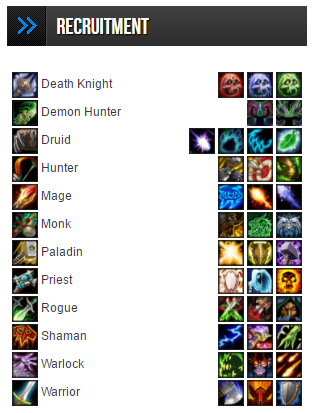 RECRUITMENT
Death Knight
Demon Hunter
Druid
Hunter
Mage
Monk
Paladin
Priest
Rogue
Shaman
Warlock
Warrior